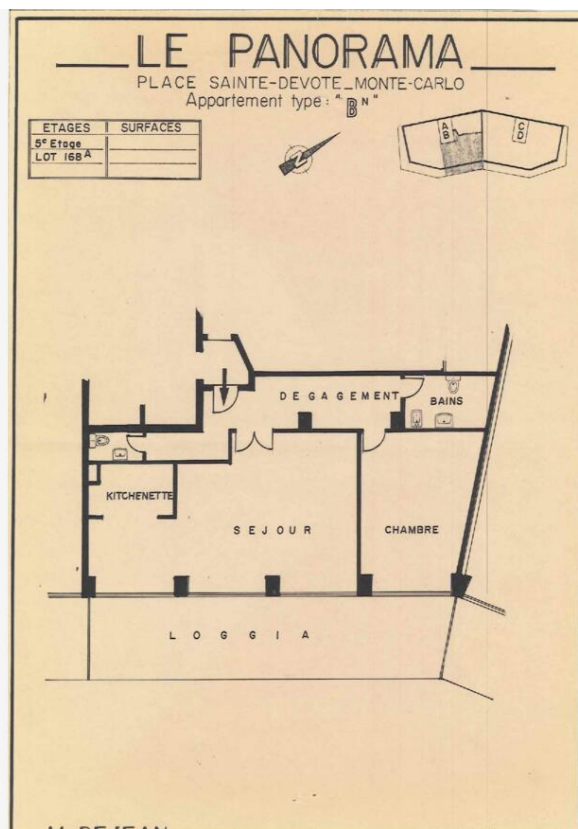 LE PANORAMA
PLACE SAINTE-DEVOTE_MONTE-CARLO
Appartement type: "BN"
ETAGES SURFACES
5e Etage
LOT 168A
A
B
C
D
DEGAGEMENT
BAINS
KITCHENETTE
SEJOUR
CHAMBRE
LOGGIA